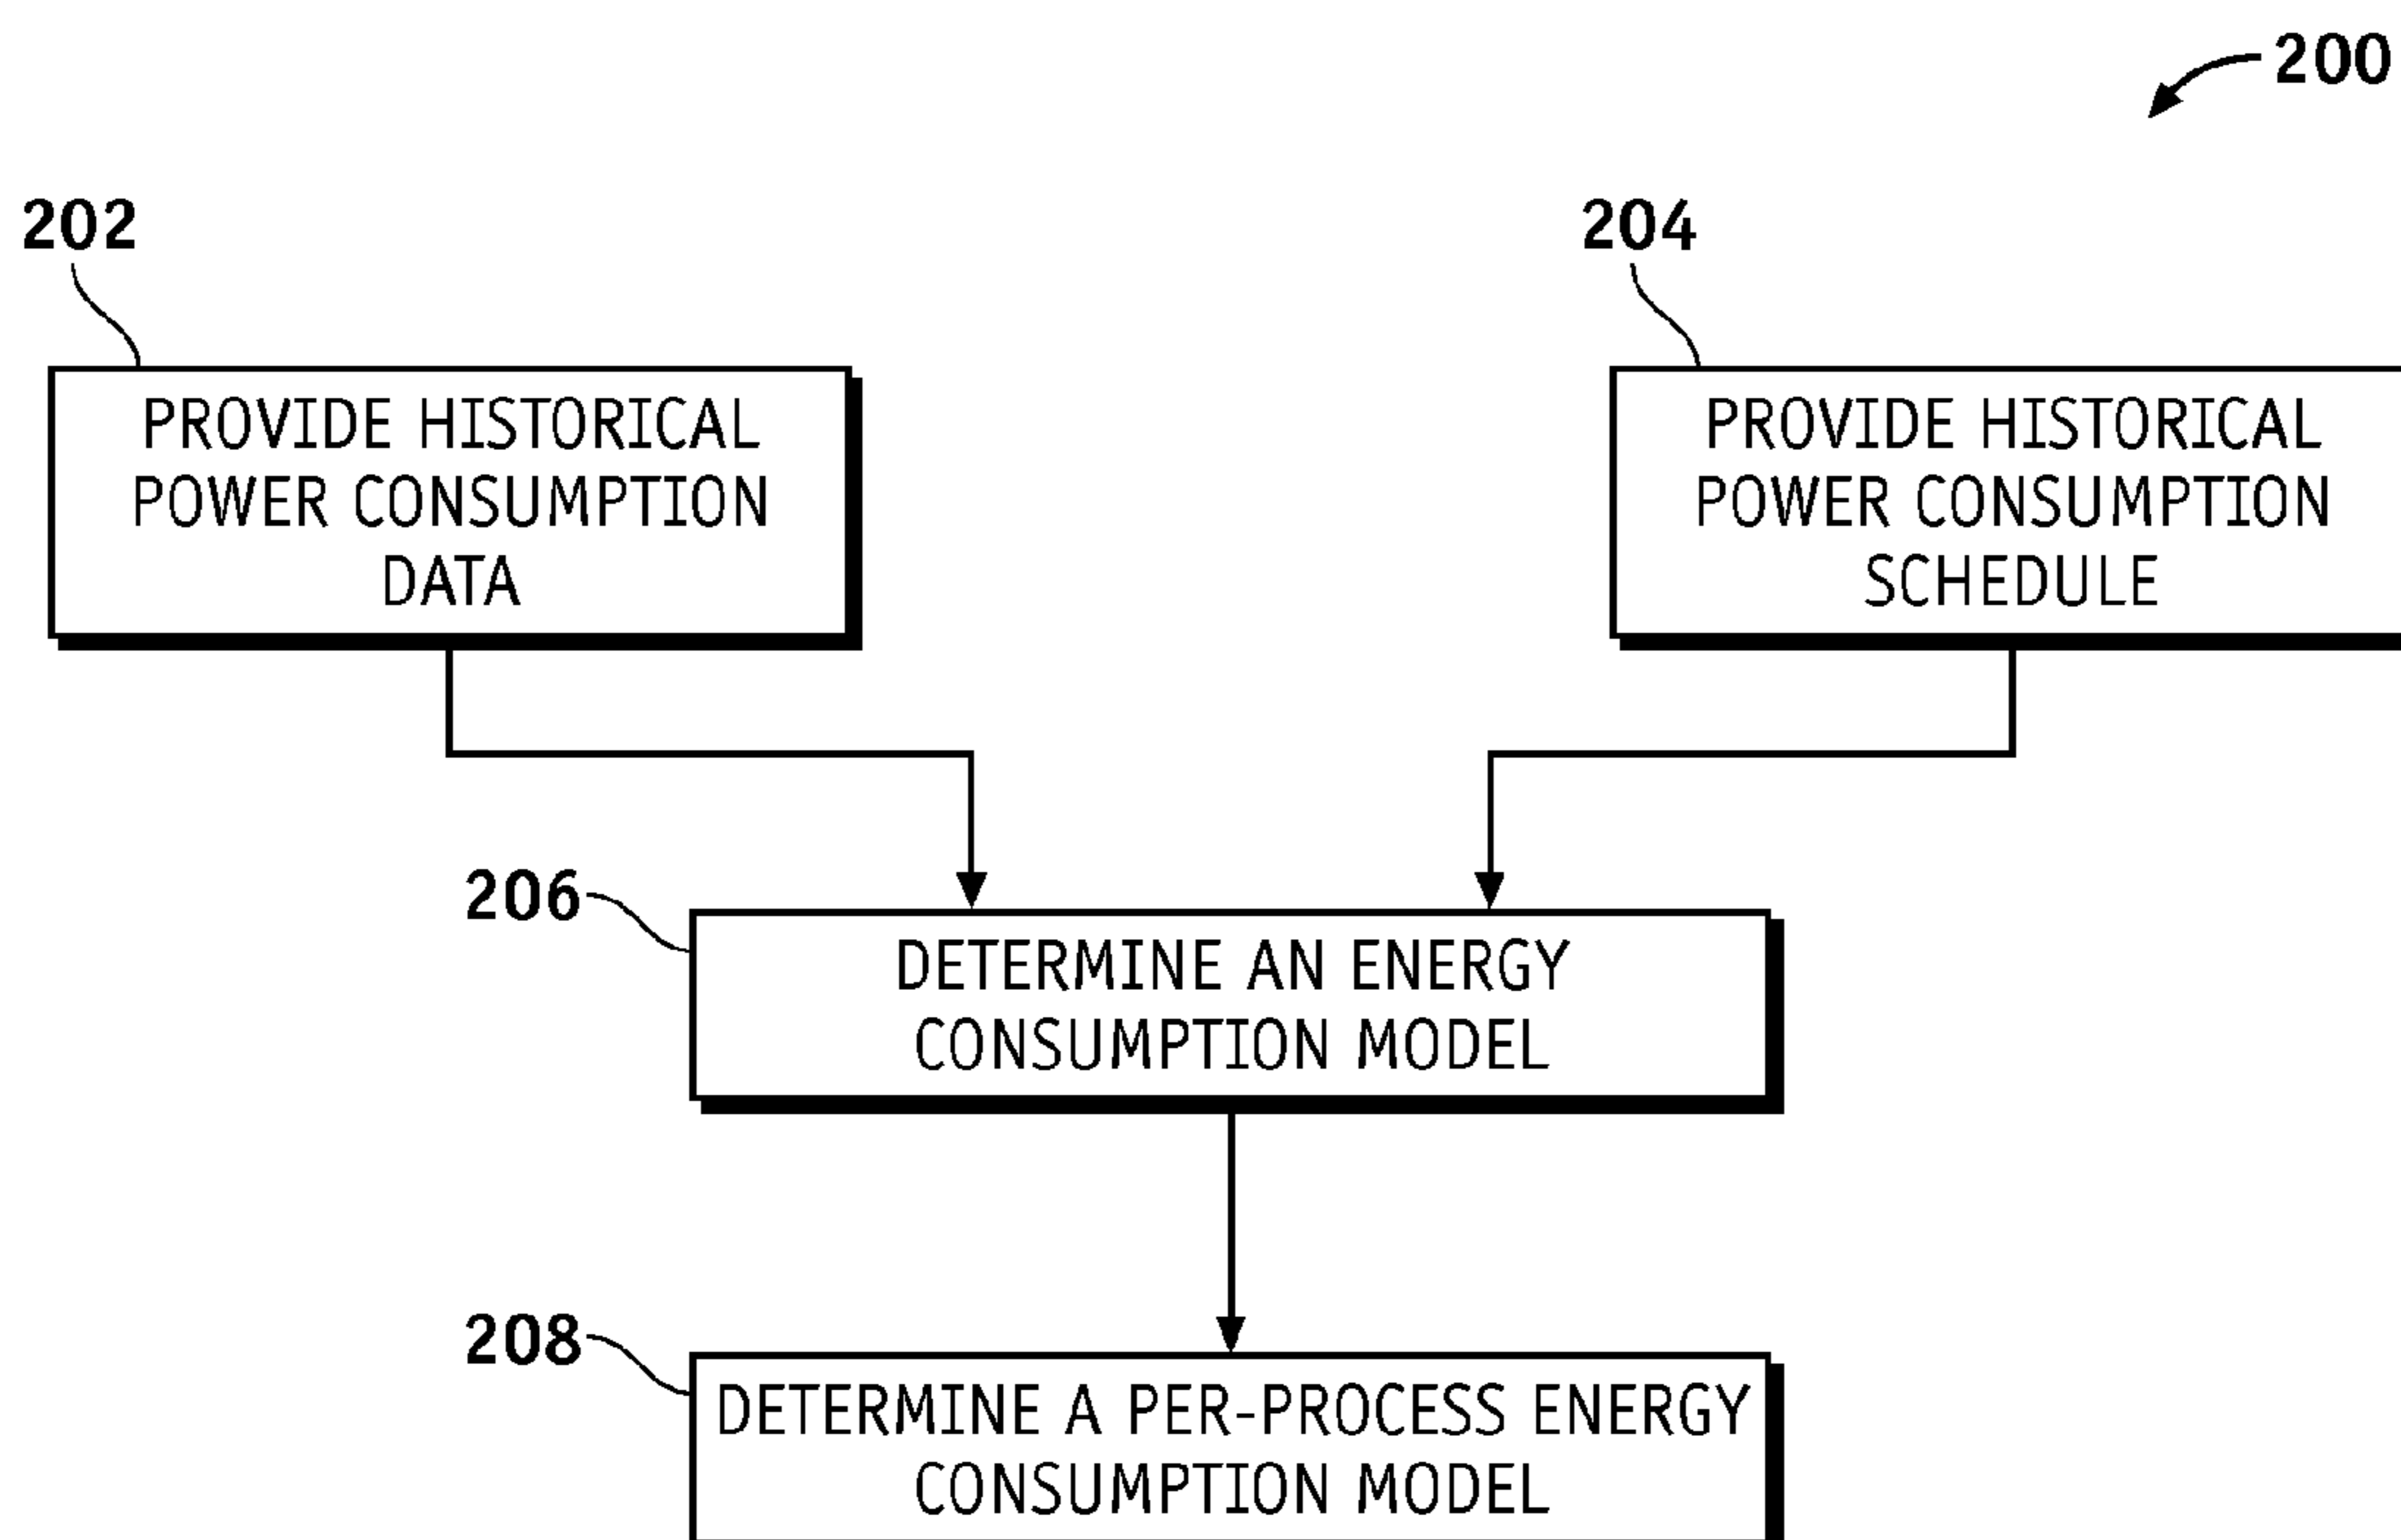 200
202
204
PROVIDE HISTORICAL
POWER CONSUMPTION
DATA
PROVIDE HISTORICAL
POWER CONSUMPTION
SCHEDULE
206
DETERMINE AN ENERGY
CONSUMPTION MODEL
208
DETERMINE A PER-PROCESS ENERGY
CONSUMPTION MODEL